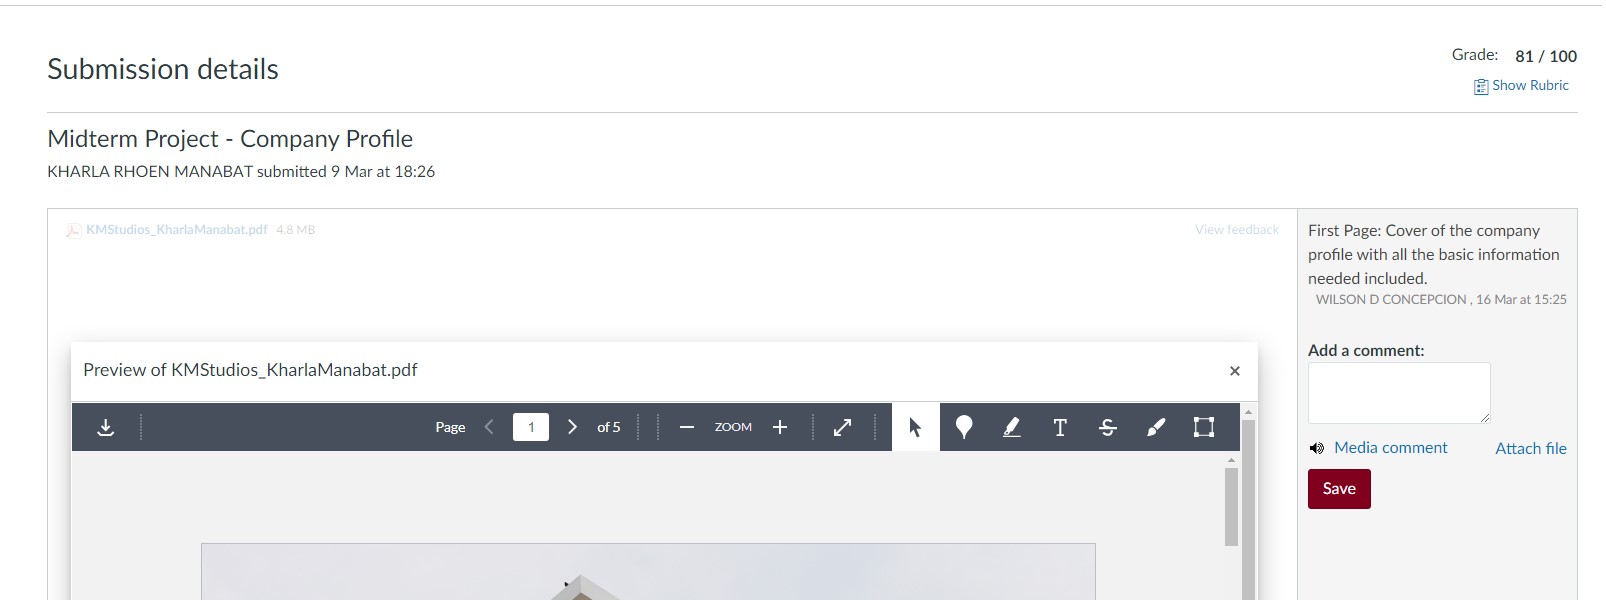 Submission details
Grade: 81 / 100
Show Rubric
Midterm Project - Company Profile
KHARLA RHOEN MANABAT submitted 9 Mar at 18:26
KMStudios_KharlaManabat.pdf 4.8 MB
View feedback
First Page: Cover of the company
profile with all the basic information
needed included.
WILSON D CONCEPCION , 16 Mar at 15:25
Add a comment:
Media comment
Attach file
Save
Preview of KMStudios_KharlaManabat.pdf
Page 1 of 5
ZOOM